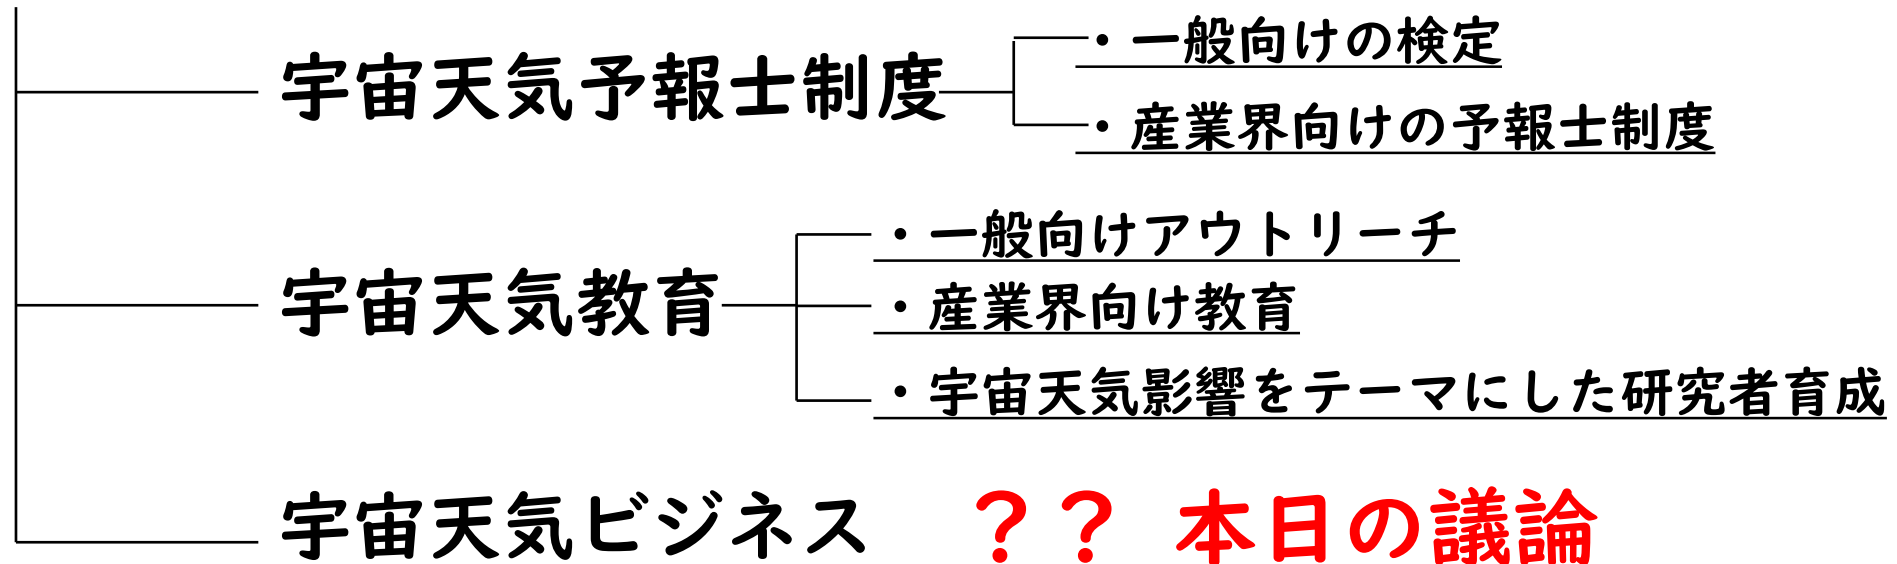 宇宙天気予報士制度
・一般向けの検定
・産業界向けの予報士制度
宇宙天気教育
・一般向けアウトリーチ
・産業界向け教育
・宇宙天気影響をテーマにした研究者育成
宇宙天気ビジネス ？？ 本日の議論